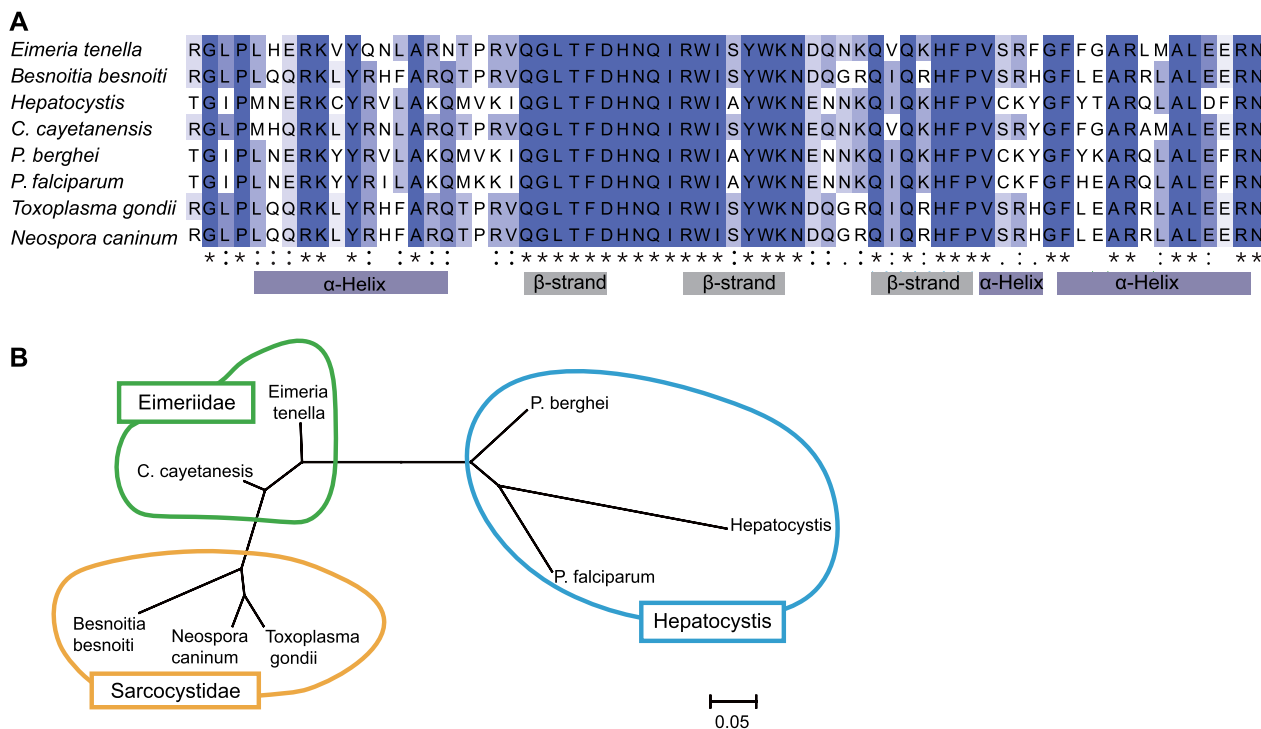 A
Eimeria tenella RGLPLHERKVYQNLARNTPRVQGLTFDHNQIRWISYWKNDQNKQVQKHFPVSRFGFFGARLMALEERN
Besnoitia besnoiti RGLPLQQRKLYRHFARQTPRVQGLTFDHNQIRWISYWKNDQGRQIQRHFPVSRHGFLEARRLALEERN
Hepatocystis TGIPMNERKCYRVLAKQMVKIQGLTFDHNQIRWIAYWKNENNKQIQKHFPVCKYGFYTARQLALDFRN
C. cayetanensis RGLPMHQRKLYRNLARQTPRVQGLTFDHNQIRWISYWKNEQNKQVQKHFPVSRYGFFGARAMALEERN
P. berghei TGIPLNERKYYRVLAKQMVKIQGLTFDHNQIRWIAYWKNENNKQIQKHFPVCKYGFYKARQLALEFRN
P. falciparum TGIPLNERKYYRILAKQMKKIQGLTFDHNQIRWIAYWKNENNKQIQKHFPVCKFGFHEARQLALEFRN
Toxoplasma gondii RGLPLQQRKLYRHFARQTPRVQGLTFDHNQIRWISYWKNDQGRQIQRHFPVSRHGFLEARRLALEERN
Neospora caninum RGLPLQQRKLYRHFARQTPRVQGLTFDHNQIRWISYWKNDQGRQIQRHFPVSRHGFLEARRLALEERN
α-Helix β-strand β-strand β-strand α-Helix α-Helix
B
Eimeriidae
Eimeria
tenella
C. cayetanesis
P. berghei
Hepatocystis
P. falciparum
Hepatocystis
Besnoitia
besnoiti
Neospora
caninum
Toxoplasma
gondii
Sarcocystidae
0.05